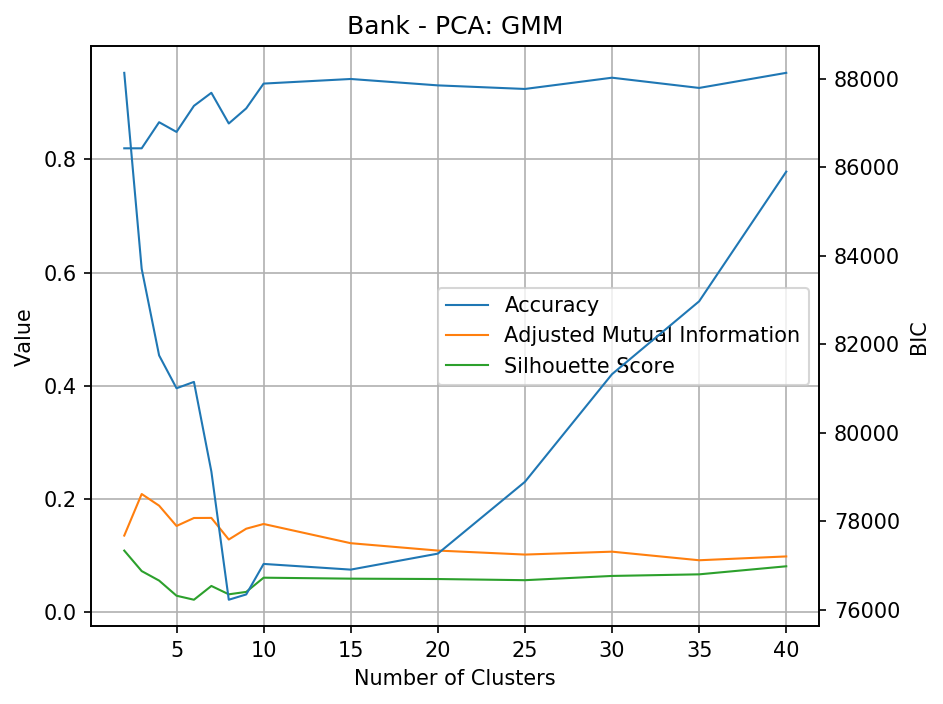 Bank - PCA: GMM
Value
0.8
0.6
0.4
0.2
0.0
88000
86000
84000
82000
80000
78000
76000
BIC
Accuracy
Adjusted Mutual Information
Silhouette Score
5 10 15 20 25 30 35 40
Number of Clusters